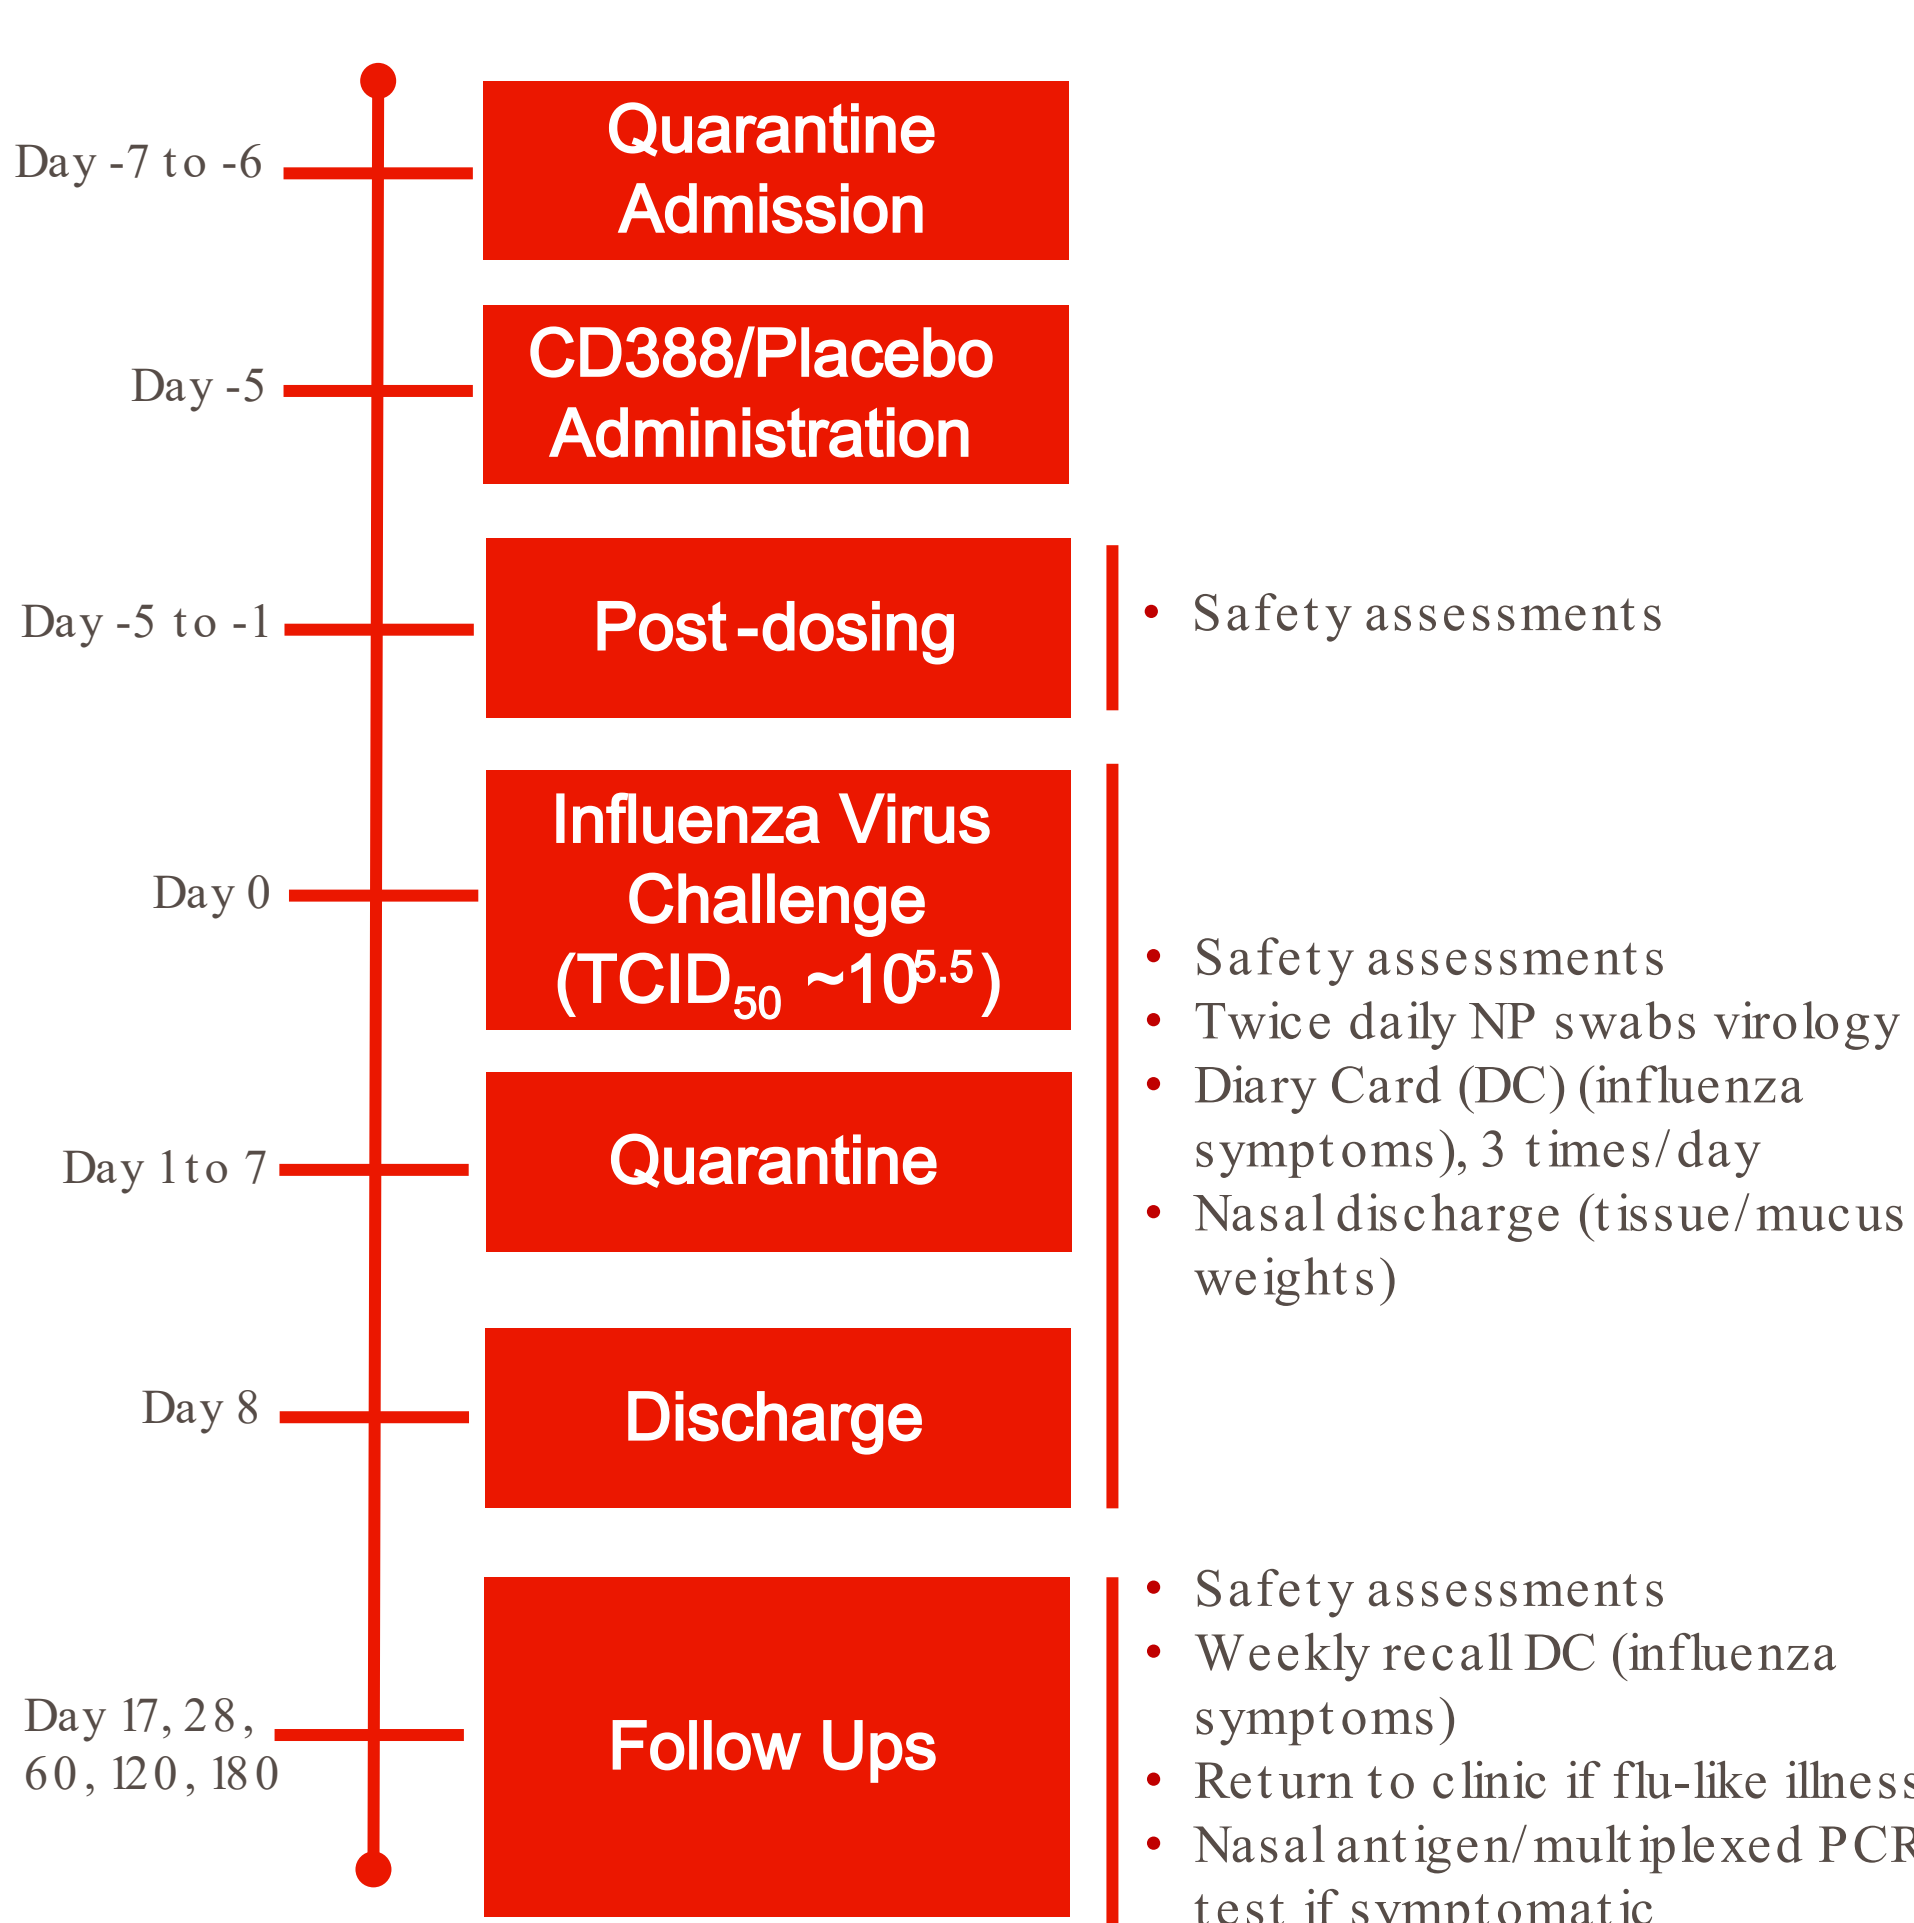 Day -7 to -6
Quarantine
Admission
Day -5
CD388/Placebo
Administration
Day -5 to -1
Post-dosing
• Safety assessments
Day 0
Influenza Virus
Challenge
(TCID50 ~10^5.5)
Day 1 to 7
Quarantine
Day 8
Discharge
• Safety assessments
• Twice daily NP swabs virology
• Diary Card (DC) (influenza
symptoms), 3 times/day
• Nasal discharge (tissue/mucus
weights)
Day 17, 28,
60, 120, 180
Follow Ups
• Safety assessments
• Weekly recall DC (influenza
symptoms)
• Return to clinic if flu-like illness
• Nasal antigen/multiplexed PCR
test if symptomatic